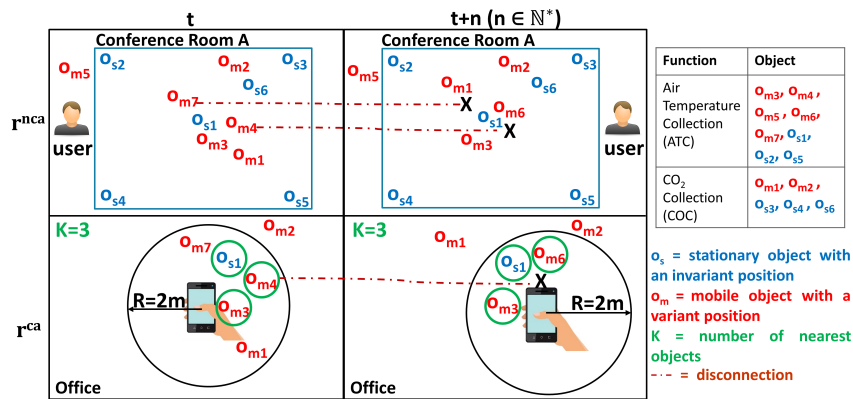 t
t+n (n ∈ ℕ*)
Conference Room A
O_s2
O_m2
O_s3
O_m5
O_s6
O_m7
O_s1
O_m4
O_m3
O_m1
O_s4
O_s5
user
r^nca
Conference Room A
O_s2
O_m2
O_s3
O_m5
O_m1
O_s6
X
O_m6
O_s1
X
O_m3
O_s4
O_s5
user
K=3
O_m2
O_m7
O_s1
O_m4
R=2m
O_m3
O_m1
Office
r^ca
K=3
O_m2
O_m1
O_m6
O_s1
X
O_m3
R=2m
Office
Function Object
Air Temperature Collection (ATC)
O_m3, O_m4 ,
O_m5 , O_m6,
O_m7, O_s1,
O_s2, O_s5
CO₂ Collection (COC)
O_m1, O_m2 ,
O_s3, O_s4 , O_s6
o_s = stationary object with
an invariant position
o_m = mobile object with a
variant position
K = number of nearest
objects
= disconnection